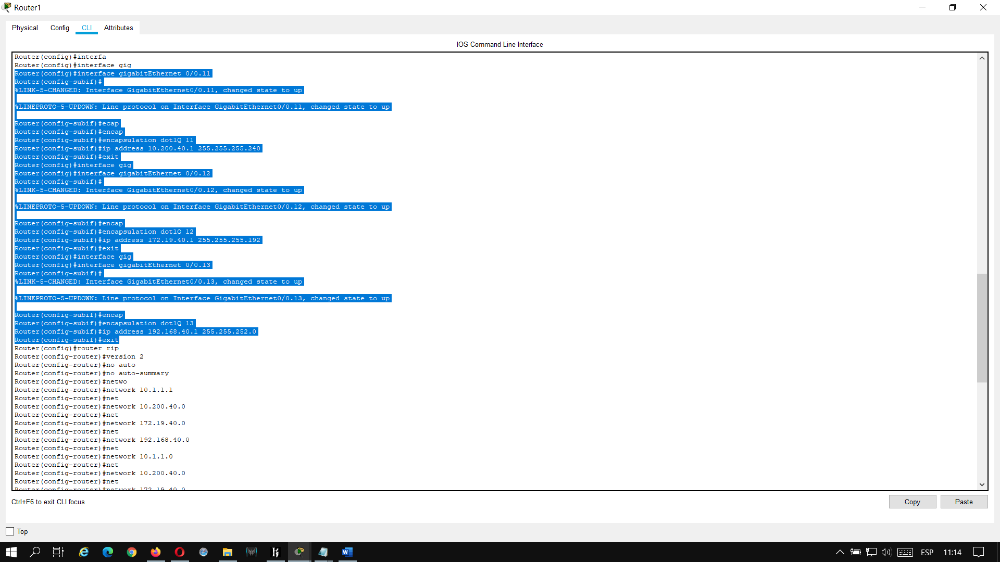 Router1
Physical Config CLI Attributes
IOS Command Line Interface
Router(config)#interfa
Router(config)#interface gig
Router(config)#interface gigabitEthernet 0/0.11
Router(config-subif)#
%LINK-5-CHANGED: Interface GigabitEthernet0/0.11, changed state to up
%LINEPROTO-5-UPDOWN: Line protocol on Interface GigabitEthernet0/0.11, changed state to up
Router(config-subif)#ecap
Router(config-subif)#encap
Router(config-subif)#encapsulation dot1Q 11
Router(config-subif)#ip address 10.200.40.1 255.255.255.240
Router(config-subif)#exit
Router(config)#interface gig
Router(config)#interface gigabitEthernet 0/0.12
Router(config-subif)#
%LINK-5-CHANGED: Interface GigabitEthernet0/0.12, changed state to up
%LINEPROTO-5-UPDOWN: Line protocol on Interface GigabitEthernet0/0.12, changed state to up
Router(config-subif)#encap
Router(config-subif)#encapsulation dot1Q 12
Router(config-subif)#ip address 172.19.40.1 255.255.255.192
Router(config-subif)#exit
Router(config)#interface gig
Router(config)#interface gigabitEthernet 0/0.13
Router(config-subif)#
%LINK-5-CHANGED: Interface GigabitEthernet0/0.13, changed state to up
%LINEPROTO-5-UPDOWN: Line protocol on Interface GigabitEthernet0/0.13, changed state to up
Router(config-subif)#encap
Router(config-subif)#encapsulation dot1Q 13
Router(config-subif)#ip address 192.168.40.1 255.255.252.0
Router(config-subif)#exit
Router(config)#router rip
Router(config-router)#version 2
Router(config-router)#no auto
Router(config-router)#no auto-summary
Router(config-router)#netwo
Router(config-router)#network 10.1.1.1
Router(config-router)#net
Router(config-router)#network 10.200.40.0
Router(config-router)#net
Router(config-router)#network 172.19.40.0
Router(config-router)#net
Router(config-router)#network 192.168.40.0
Router(config-router)#net
Router(config-router)#network 10.1.1.0
Router(config-router)#net
Router(config-router)#network 10.200.40.0
Router(config-router)#net
Router(config-router)#network 172.19.40.0
Ctrl+F6 to exit CLI focus
Copy Paste
Top
ESP 11:14